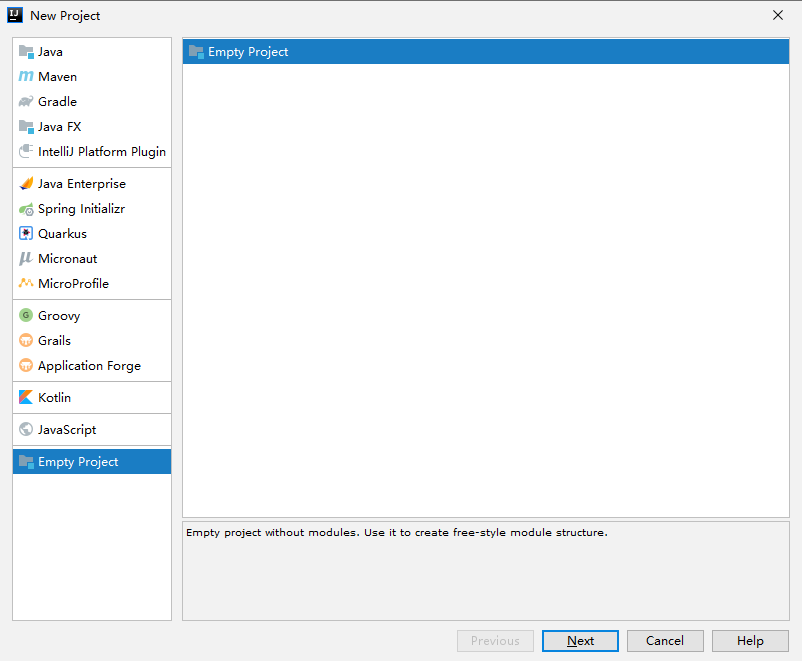 New Project
Java
Maven
Gradle
Java FX
IntelliJ Platform Plugin
Java Enterprise
Spring Initializr
Quarkus
Micronaut
MicroProfile
Groovy
Grails
Application Forge
Kotlin
JavaScript
Empty Project
Empty Project
Empty project without modules. Use it to create free-style module structure.
Previous
Next
Cancel
Help